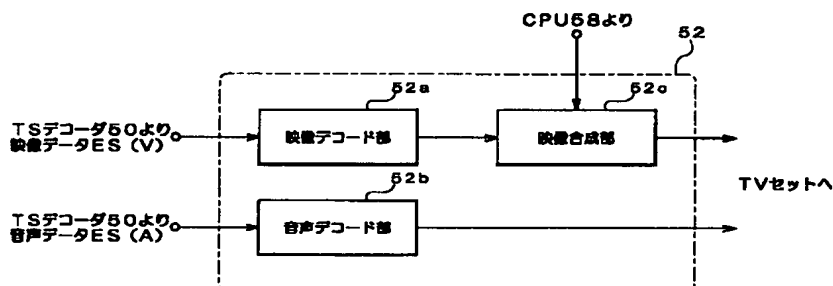 CPU58より
52
52a
52c
TSデコーダ50より
映像データES(V)
映像デコード部
映像合成部
TVセットへ
52b
TSデコーダ50より
音声データES(A)
音声デコード部